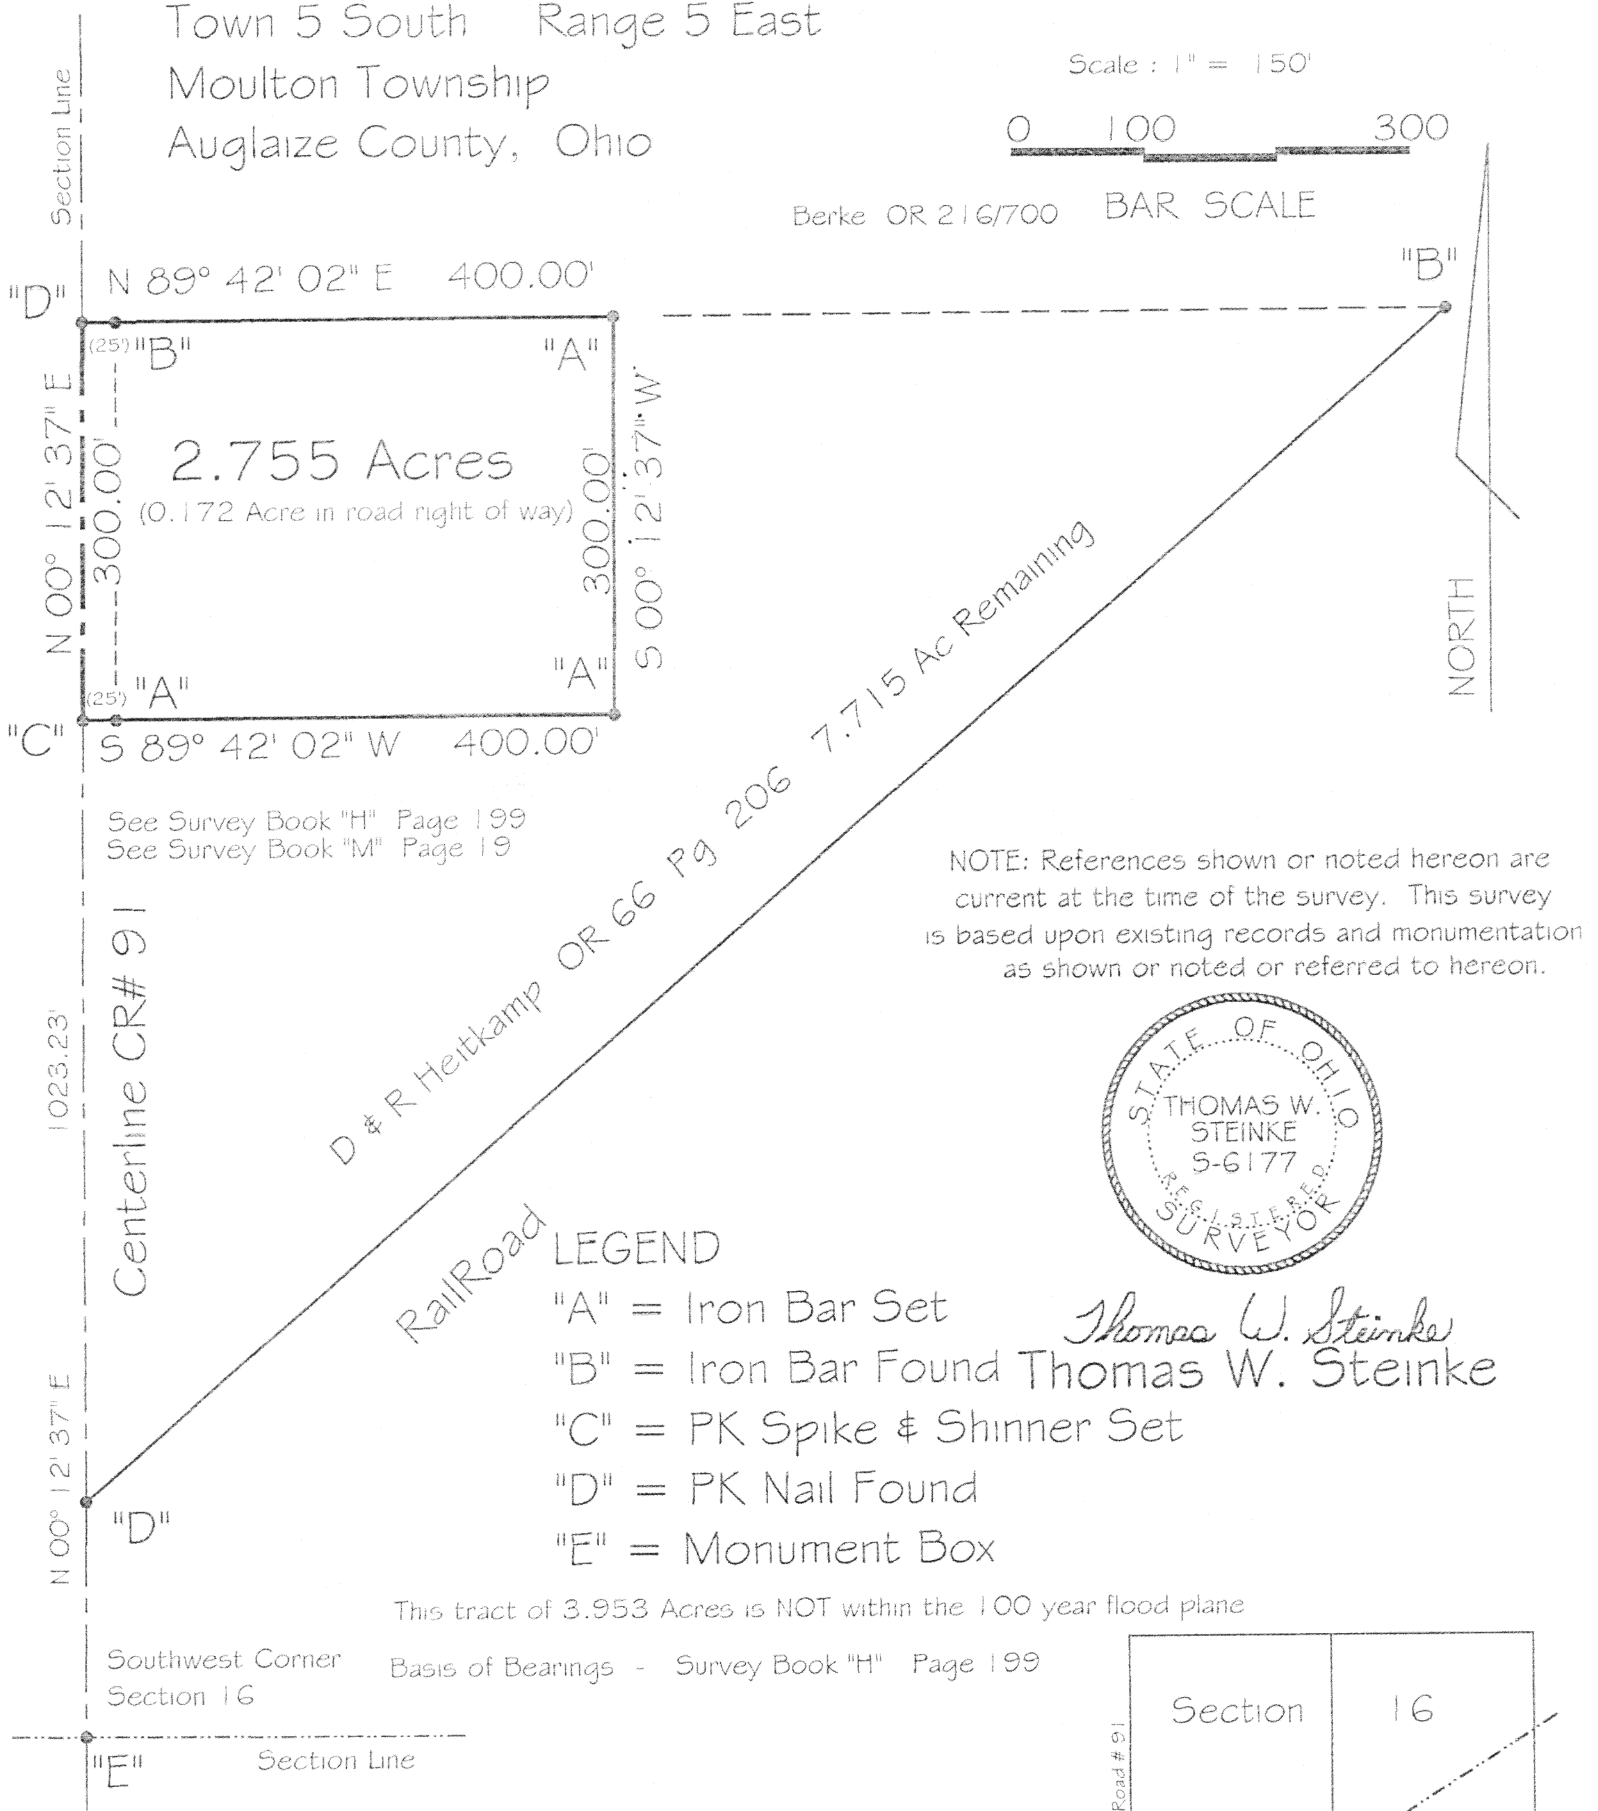 Town 5 South Range 5 East
Moulton Township
Auglaize County, Ohio
Section Line
Scale : 1" = 150'
0 100 300
BAR SCALE
Berke OR 216/700
"B"
"D"
N 89° 42' 02" E 400.00'
(25') "B"
"A"
N 00° 12' 37" E
300.00'
2.755 Acres
(0.172 Acre in road right of way)
300.00'
S 00° 12' 37" W
(25') "A"
"A"
"C"
S 89° 42' 02" W 400.00'
NORTH
See Survey Book "H" Page 199
See Survey Book "M" Page 19
D & R Heitkamp OR 66 Pg 206 7.715 Ac Remaining
NOTE: References shown or noted hereon are
current at the time of the survey. This survey
is based upon existing records and monumentation
as shown or noted or referred to hereon.
Centerline CR# 91
1023.23'
N 00° 12' 37" E
STATE OF OHIO
THOMAS W.
STEINKE
S-6177
REGISTERED
SURVEYOR
Thomas W. Steinke
Thomas W. Steinke
RailRoad
LEGEND
"A" = Iron Bar Set
"B" = Iron Bar Found
"C" = PK Spike & Shinner Set
"D" = PK Nail Found
"E" = Monument Box
"D"
This tract of 3.953 Acres is NOT within the 100 year flood plane
Southwest Corner
Section 16
Basis of Bearings - Survey Book "H" Page 199
"E"
Section Line
Section 16
Road # 91